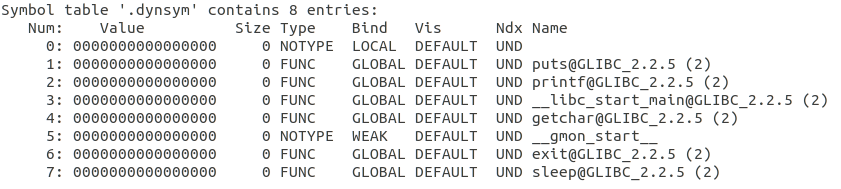 Symbol table '.dynsym' contains 8 entries:
   Num:    Value          Size Type    Bind   Vis      Ndx Name
     0: 0000000000000000     0 NOTYPE  LOCAL  DEFAULT  UND
     1: 0000000000000000     0 FUNC    GLOBAL DEFAULT  UND puts@GLIBC_2.2.5 (2)
     2: 0000000000000000     0 FUNC    GLOBAL DEFAULT  UND printf@GLIBC_2.2.5 (2)
     3: 0000000000000000     0 FUNC    GLOBAL DEFAULT  UND __libc_start_main@GLIBC_2.2.5 (2)
     4: 0000000000000000     0 FUNC    GLOBAL DEFAULT  UND getchar@GLIBC_2.2.5 (2)
     5: 0000000000000000     0 NOTYPE  WEAK   DEFAULT  UND __gmon_start__
     6: 0000000000000000     0 FUNC    GLOBAL DEFAULT  UND exit@GLIBC_2.2.5 (2)
     7: 0000000000000000     0 FUNC    GLOBAL DEFAULT  UND sleep@GLIBC_2.2.5 (2)